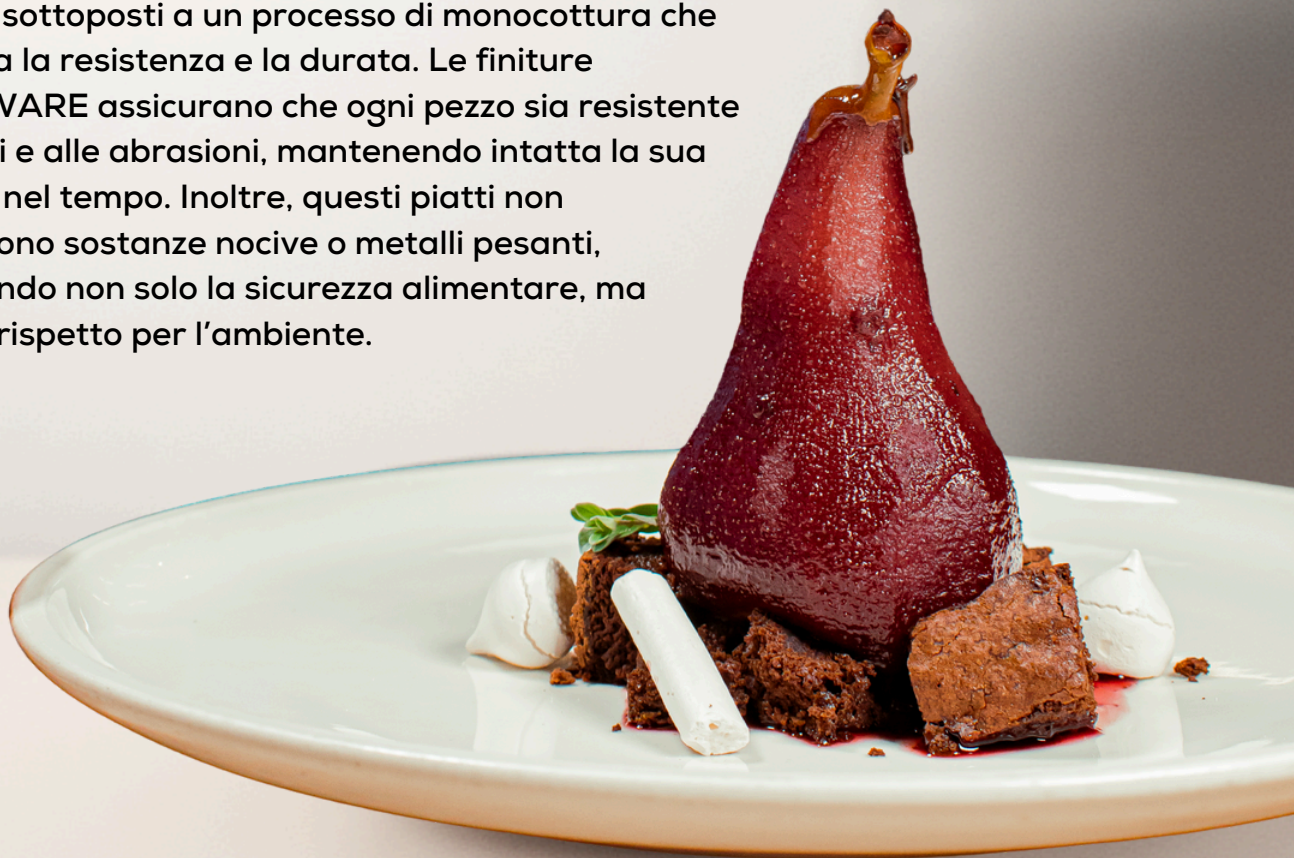 sottoposti a un processo di monocottura che
a la resistenza e la durata. Le finiture
WARE assicurano che ogni pezzo sia resistente
i e alle abrasioni, mantenendo intatta la sua
nel tempo. Inoltre, questi piatti non
ono sostanze nocive o metalli pesanti,
ndo non solo la sicurezza alimentare, ma
rispetto per l’ambiente.